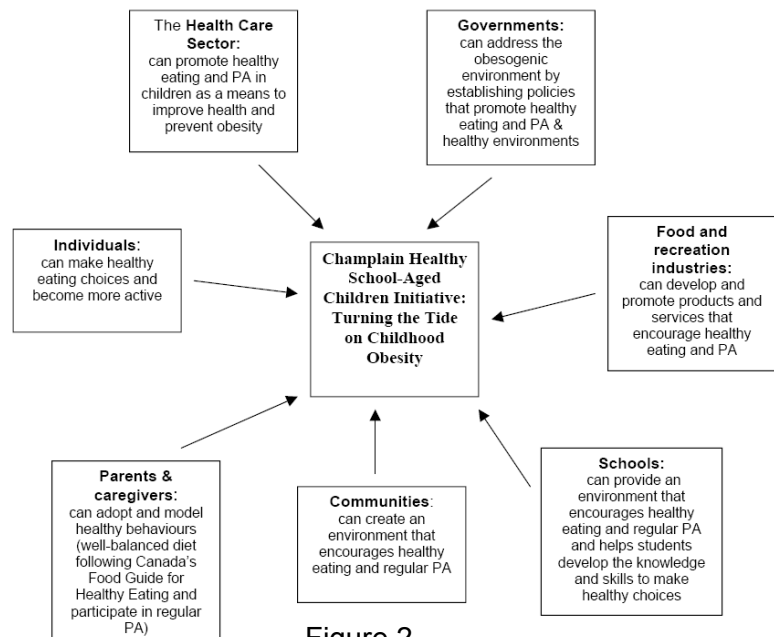 The Health Care
Sector:
can promote healthy
eating and PA in
children as a means to
improve health and
prevent obesity
Governments:
can address the
obesogenic
environment by
establishing policies
that promote healthy
eating and PA &
healthy environments
Individuals:
can make healthy
eating choices and
become more active
Champlain Healthy
School-Aged
Children Initiative:
Turning the Tide
on Childhood
Obesity
Food and
recreation
industries:
can develop and
promote products and
services that
encourage healthy
eating and PA
Parents &
caregivers:
can adopt and model
healthy behaviours
(well-balanced diet
following Canada's
Food Guide for
Healthy Eating and
participate in regular
PA)
Communities:
can create an
environment that
encourages healthy
eating and regular PA
Schools:
can provide an
environment that
encourages healthy
eating and regular PA
and helps students
develop the knowledge
and skills to make
healthy choices
Figure 2